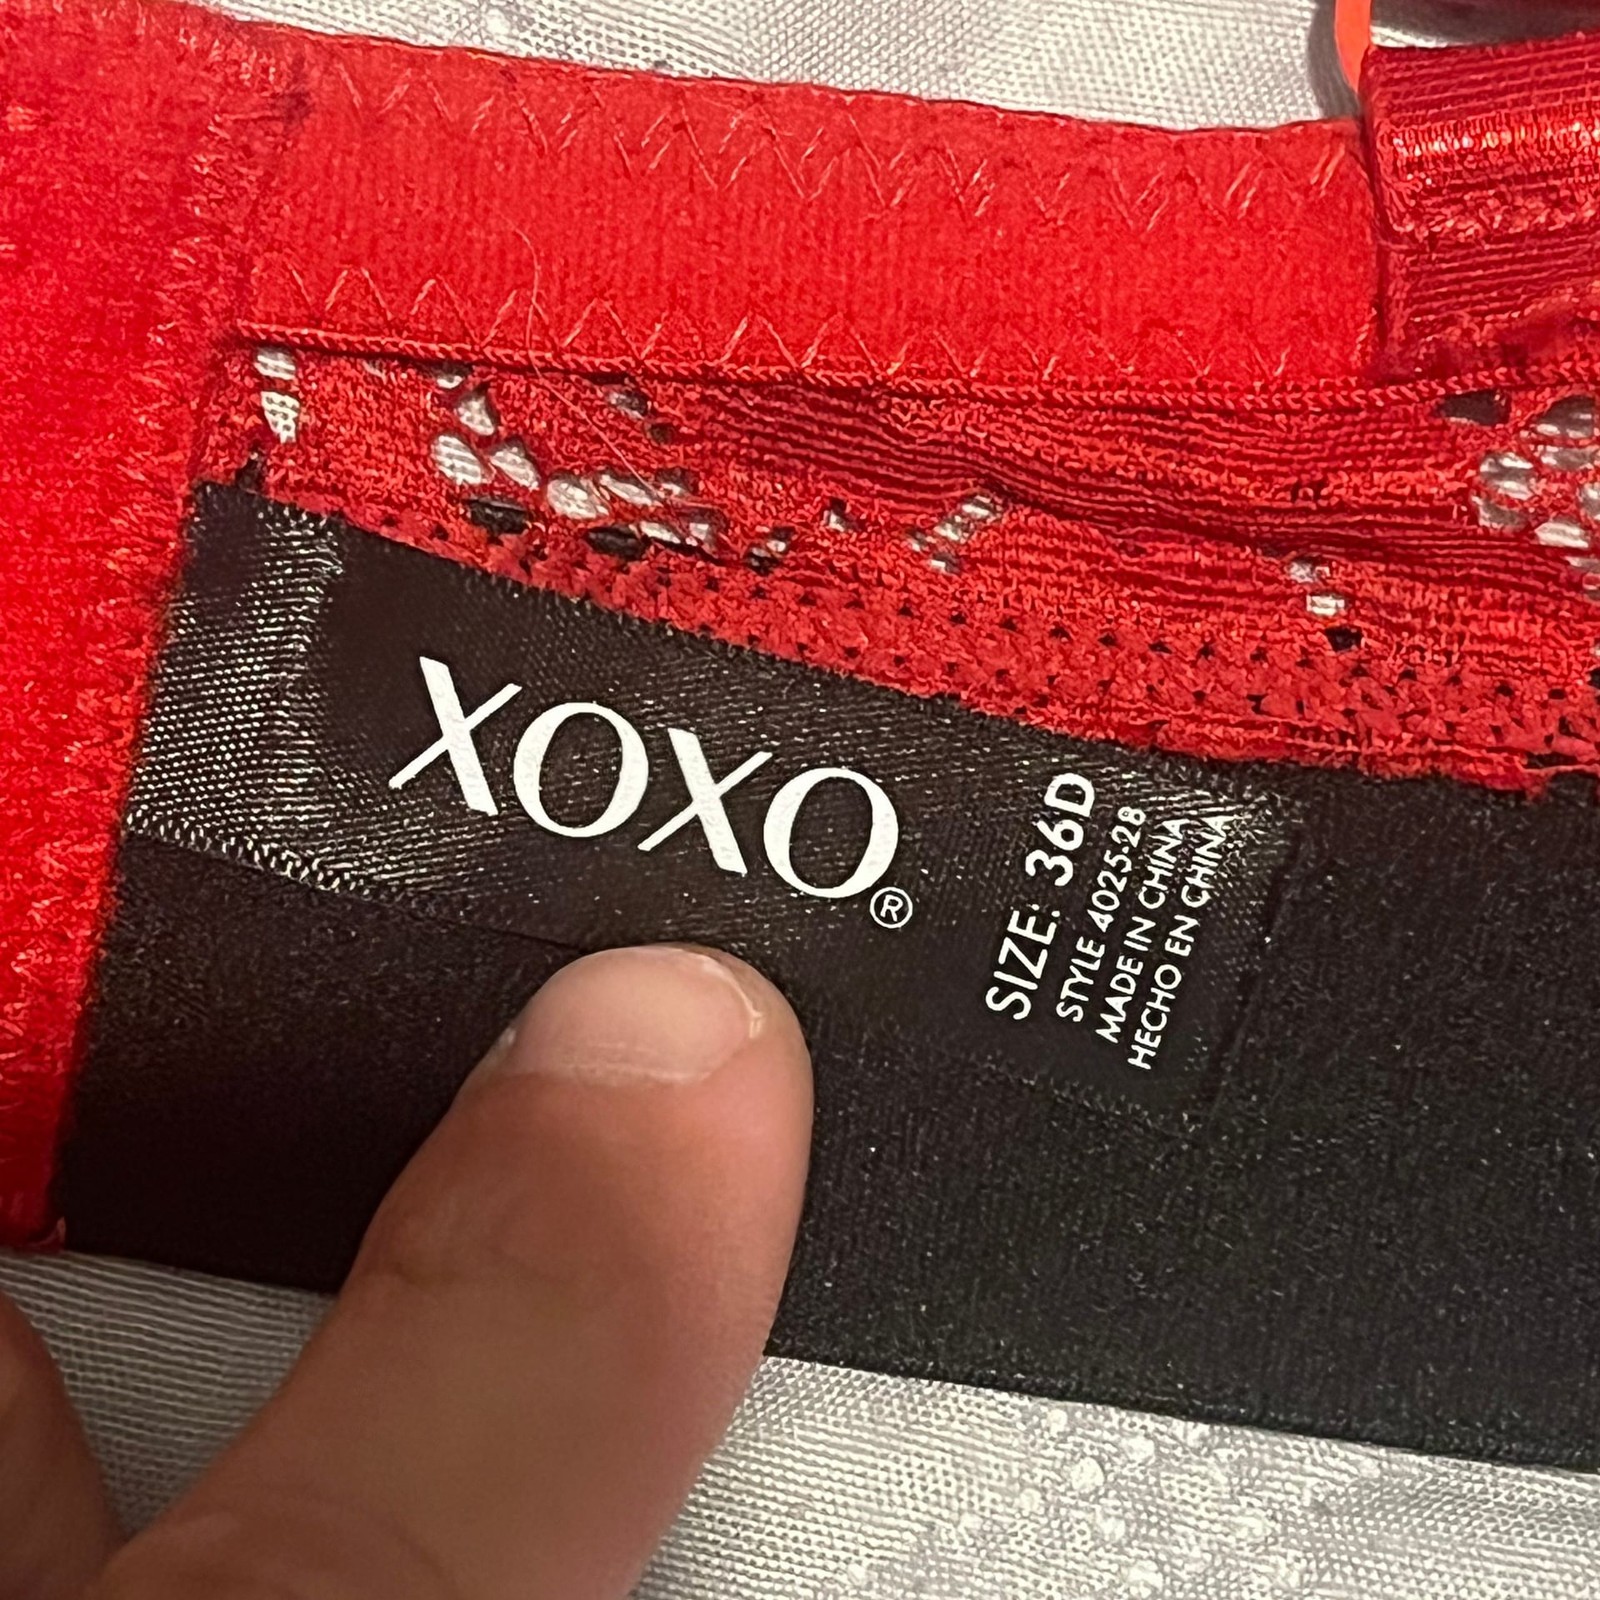 XOXO®
SIZE: 36D
STYLE 4025-28
MADE IN CHINA
HECHO EN CHINA